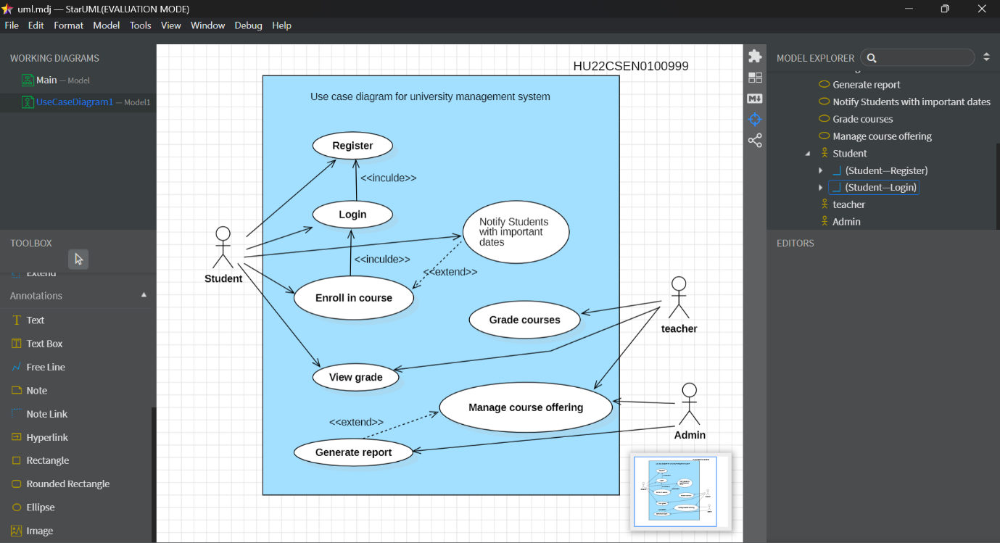 uml.mdj — StarUML(EVALUATION MODE)
File Edit Format Model Tools View Window Debug Help
WORKING DIAGRAMS
Main — Model
UseCaseDiagram1 — Model1
TOOLBOX
Extend
Annotations
Text
Text Box
Free Line
Note
Note Link
Hyperlink
Rectangle
Rounded Rectangle
Ellipse
Image
HU22CSEN0100999
Use case diagram for university management system
Register
<<inculde>>
Login
Notify Students
with important
dates
<<inculde>>
<<extend>>
Student
Enroll in course
Grade courses
teacher
View grade
Manage course offering
<<extend>>
Admin
Generate report
MODEL EXPLORER
Generate report
Notify Students with important dates
Grade courses
Manage course offering
Student
(Student—Register)
(Student—Login)
teacher
Admin
EDITORS